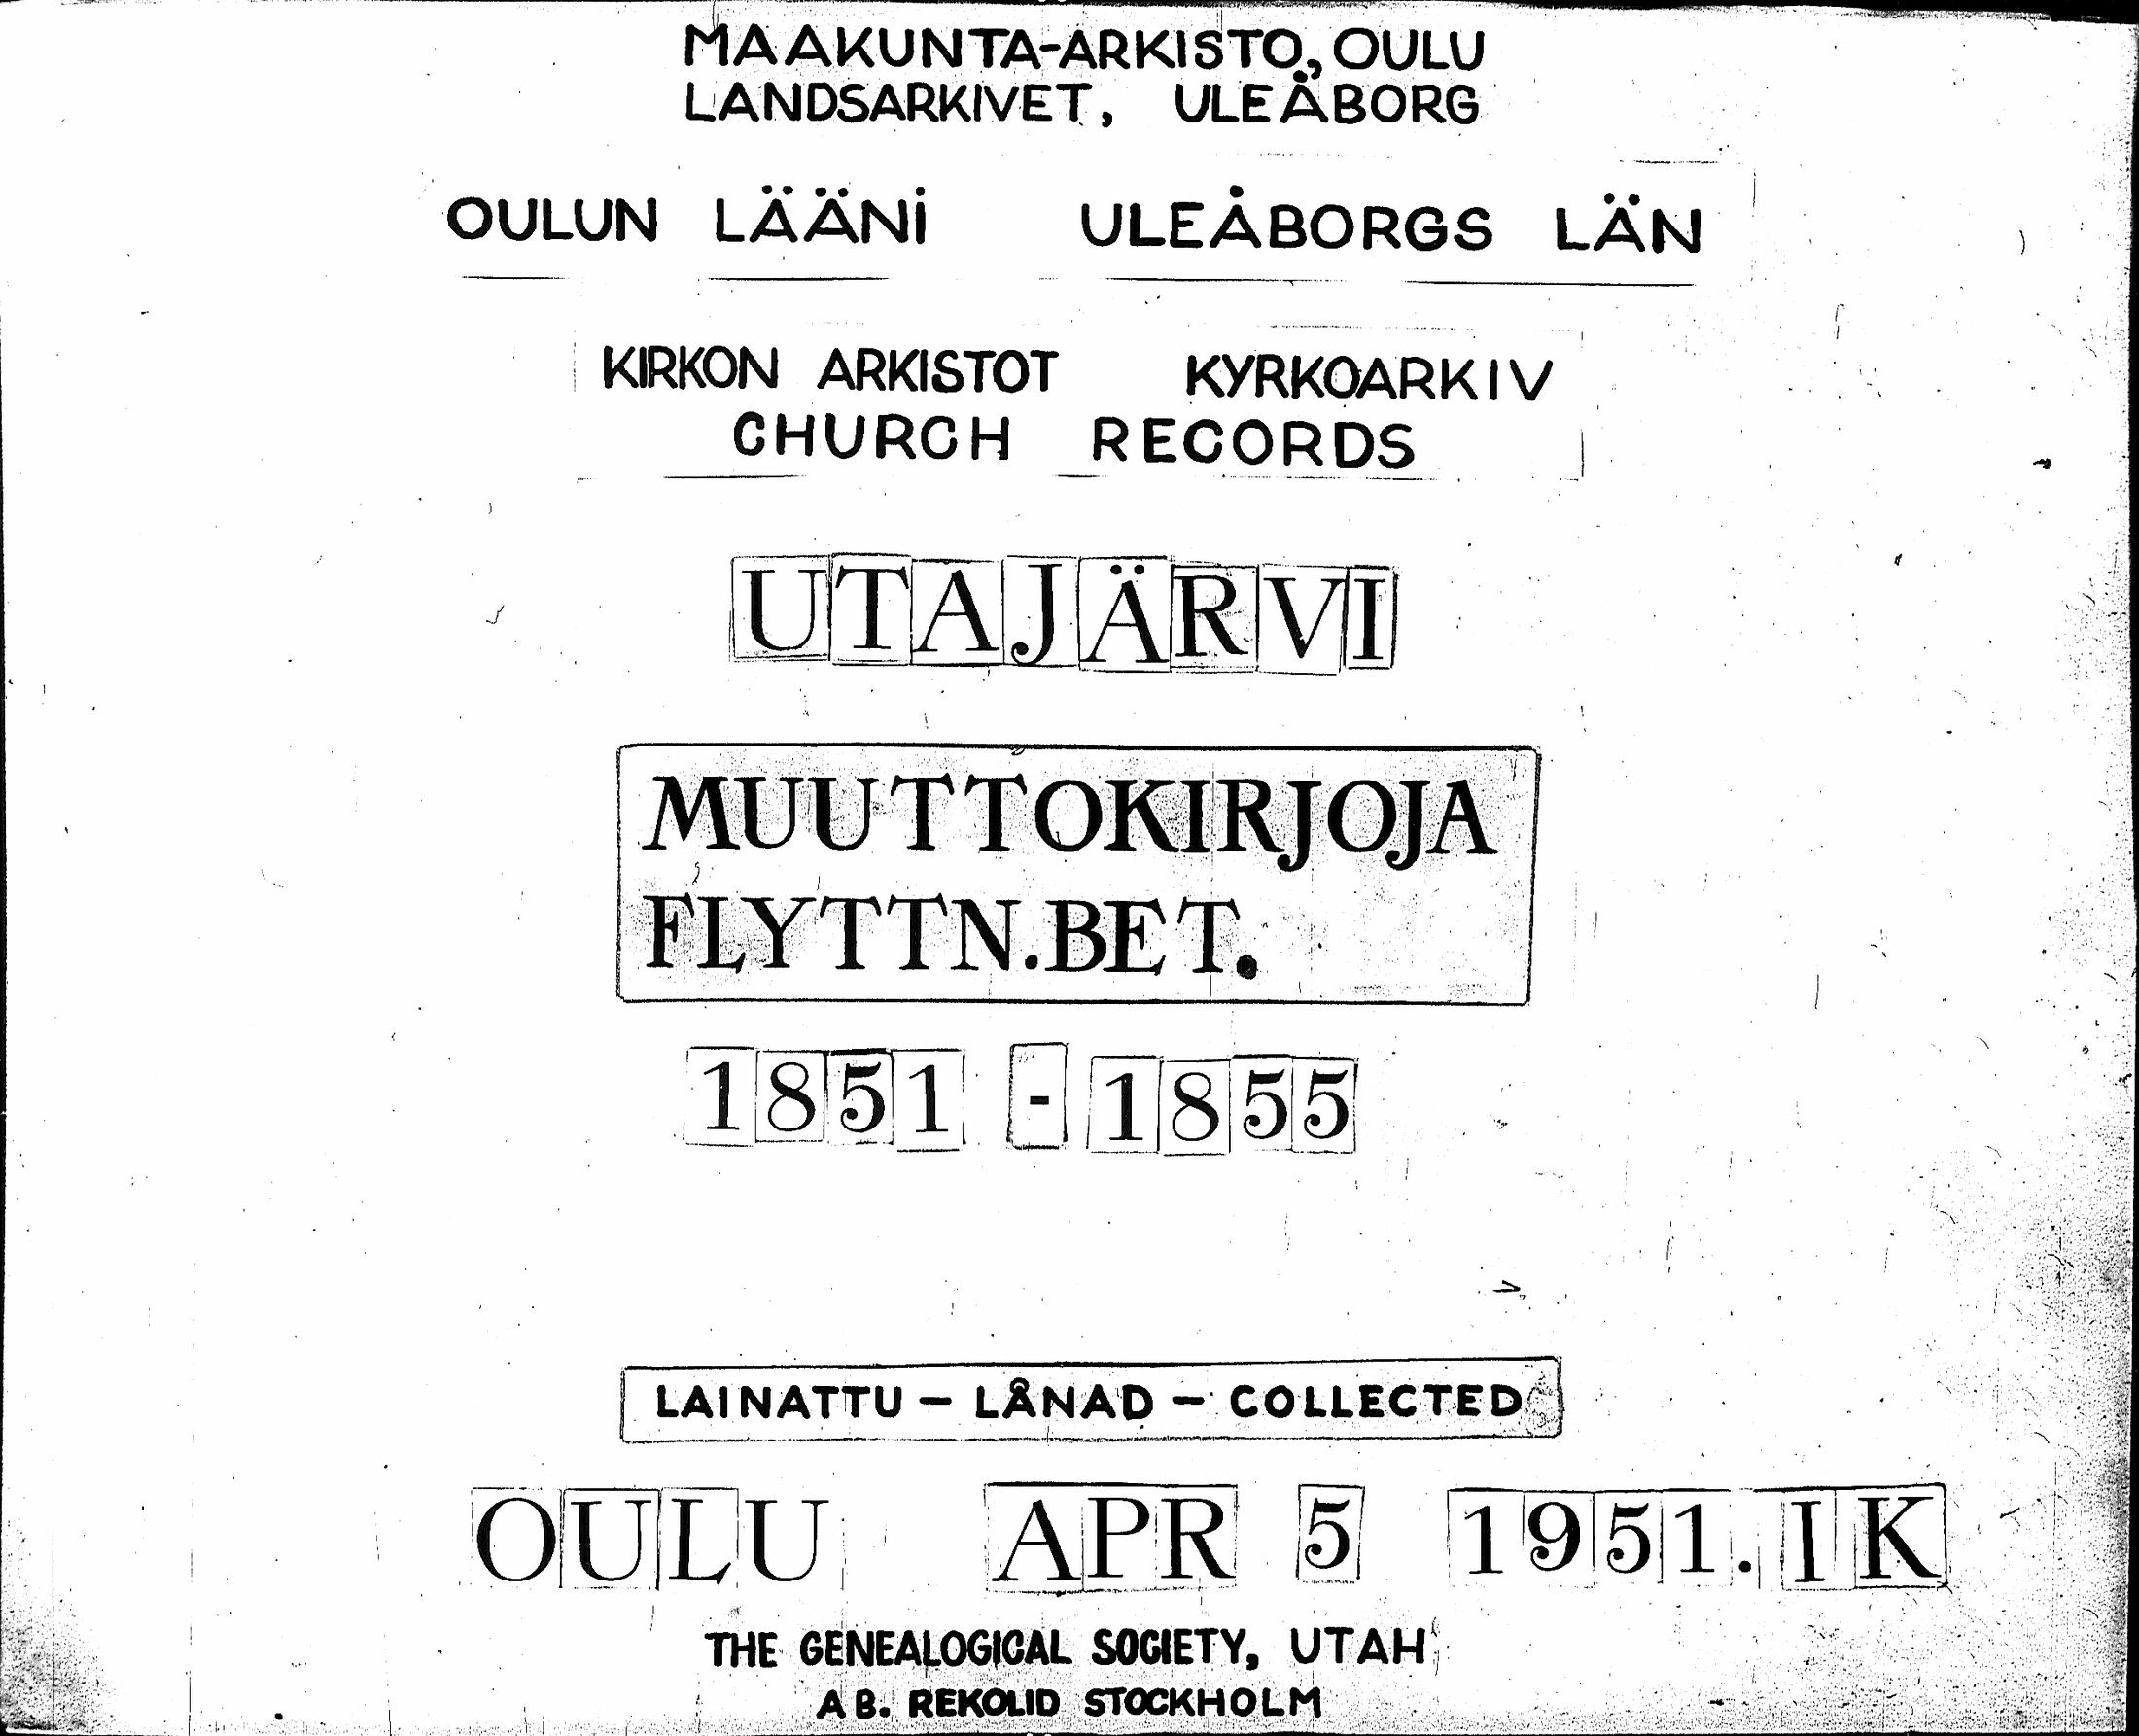 MAAKUNTA-ARKISTO, OULU
LANDSARKIVET, ULEÅBORG
OULUN LÄÄNI ULEÅBORGS LÄN
KIRKON ARKISTOT KYRKOARKIV
CHURCH RECORDS
UTAJÄRVI
MUUTTOKIRJOJA
FLYTTN.BET.
1851 - 1855
LAINATTU - LÅNAD - COLLECTED
OULU APR 5 1951. IK
THE GENEALOGICAL SOCIETY, UTAH
AB. REKOLID STOCKHOLM